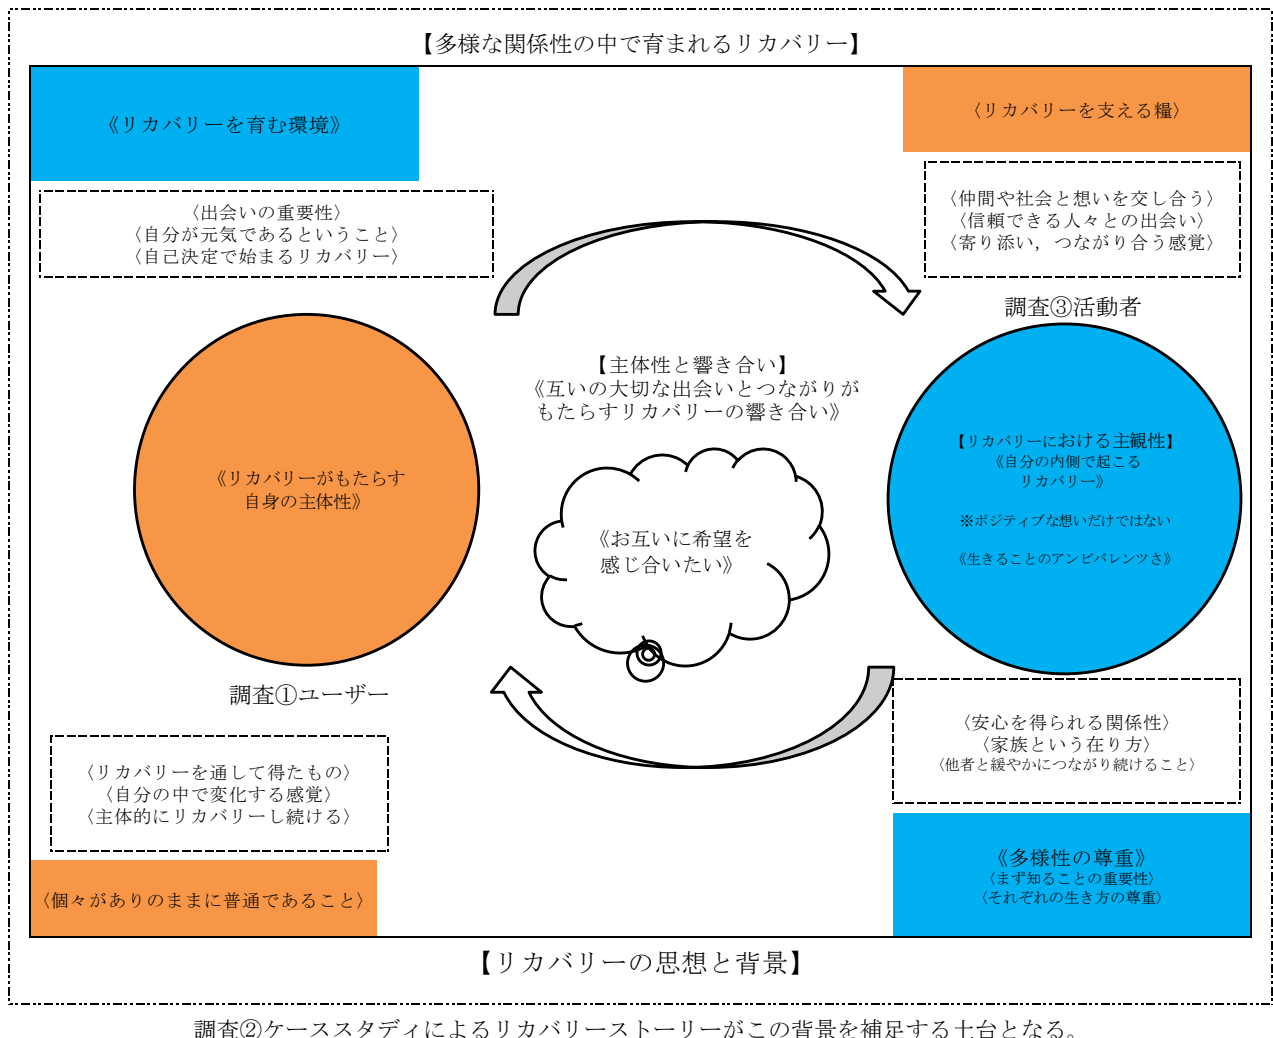 【多様な関係性の中で育まれるリカバリー】
《リカバリーを育む環境》
〈リカバリーを支える糧〉
〈出会いの重要性〉
〈自分が元気であるということ〉
〈自己決定で始まるリカバリー〉
〈仲間や社会と想いを交し合う〉
〈信頼できる人々との出会い〉
〈寄り添い，つながり合う感覚〉
調査③活動者
【主体性と響き合い】
《互いの大切な出会いとつながりが
もたらすリカバリーの響き合い》
《リカバリーがもたらす
自身の主体性》
《お互いに希望を
感じ合いたい》
【リカバリーにおける主観性】
《自分の内側で起こる
リカバリー》
※ポジティブな想いだけではない
《生きることのアンビバレンツさ》
調査①ユーザー
〈リカバリーを通して得たもの〉
〈自分の中で変化する感覚〉
〈主体的にリカバリーし続ける〉
〈安心を得られる関係性〉
〈家族という在り方〉
〈他者と緩やかにつながり続けること〉
〈個々がありのままに普通であること〉
《多様性の尊重》
〈まず知ることの重要性〉
〈それぞれの生き方の尊重〉
【リカバリーの思想と背景】
調査②ケーススタディによるリカバリーストーリーがこの背景を補足する土台となる。